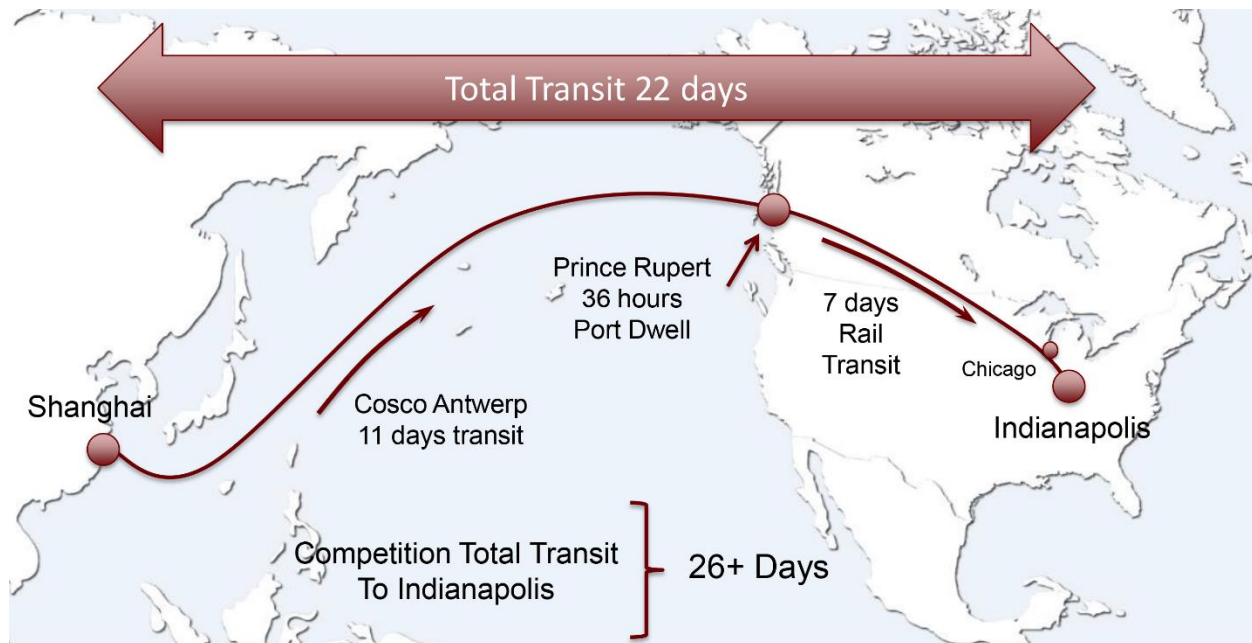 Total Transit 22 days
Prince Rupert
36 hours
Port Dwell
7 days
Rail
Transit
Chicago
Shanghai
Cosco Antwerp
11 days transit
Indianapolis
Competition Total Transit
To Indianapolis
26+ Days